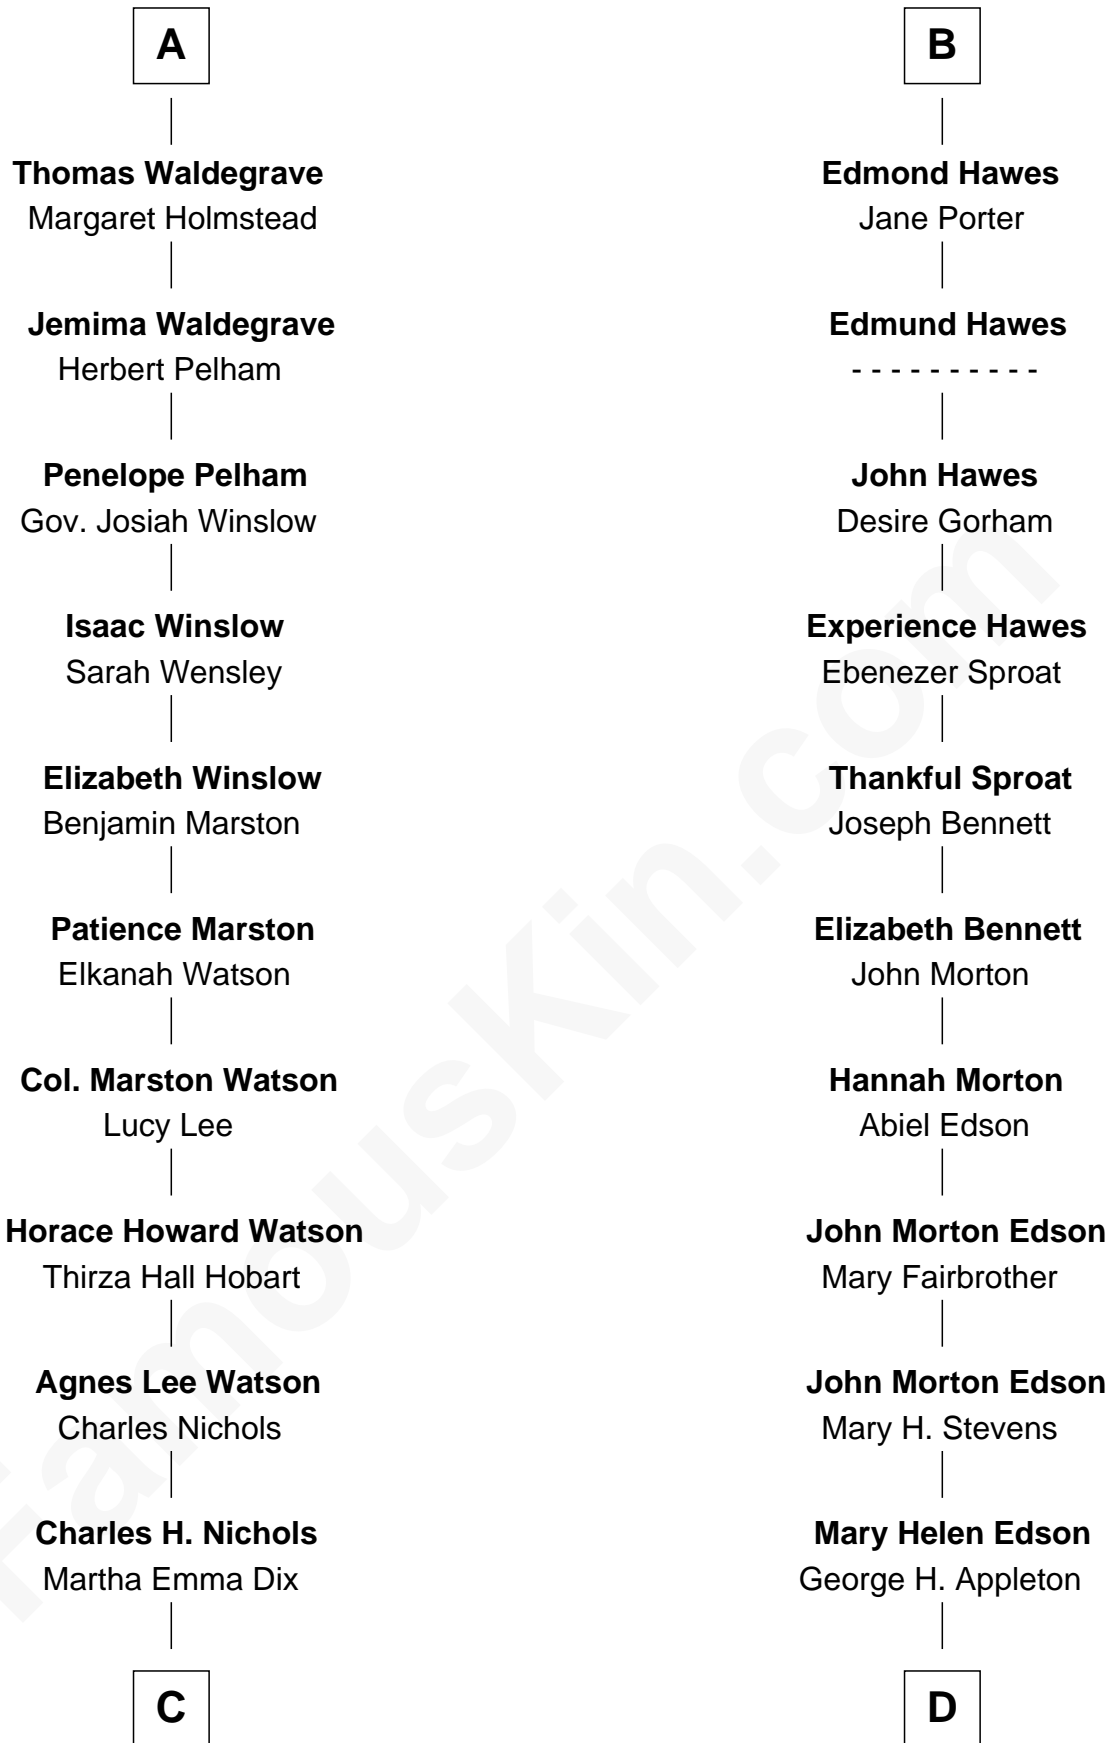 A
Thomas Waldegrave
Margaret Holmstead
Jemima Waldegrave
Herbert Pelham
Penelope Pelham
Gov. Josiah Winslow
Isaac Winslow
Sarah Wensley
Elizabeth Winslow
Benjamin Marston
Patience Marston
Elkanah Watson
Col. Marston Watson
Lucy Lee
Horace Howard Watson
Thirza Hall Hobart
Agnes Lee Watson
Charles Nichols
Charles H. Nichols
Martha Emma Dix
C
B
Edmond Hawes
Jane Porter
Edmund Hawes
- - - - - - - - - -
John Hawes
Desire Gorham
Experience Hawes
Ebenezer Sproat
Thankful Sproat
Joseph Bennett
Elizabeth Bennett
John Morton
Hannah Morton
Abiel Edson
John Morton Edson
Mary Fairbrother
John Morton Edson
Mary H. Stevens
Mary Helen Edson
George H. Appleton
D
FamousKin.com